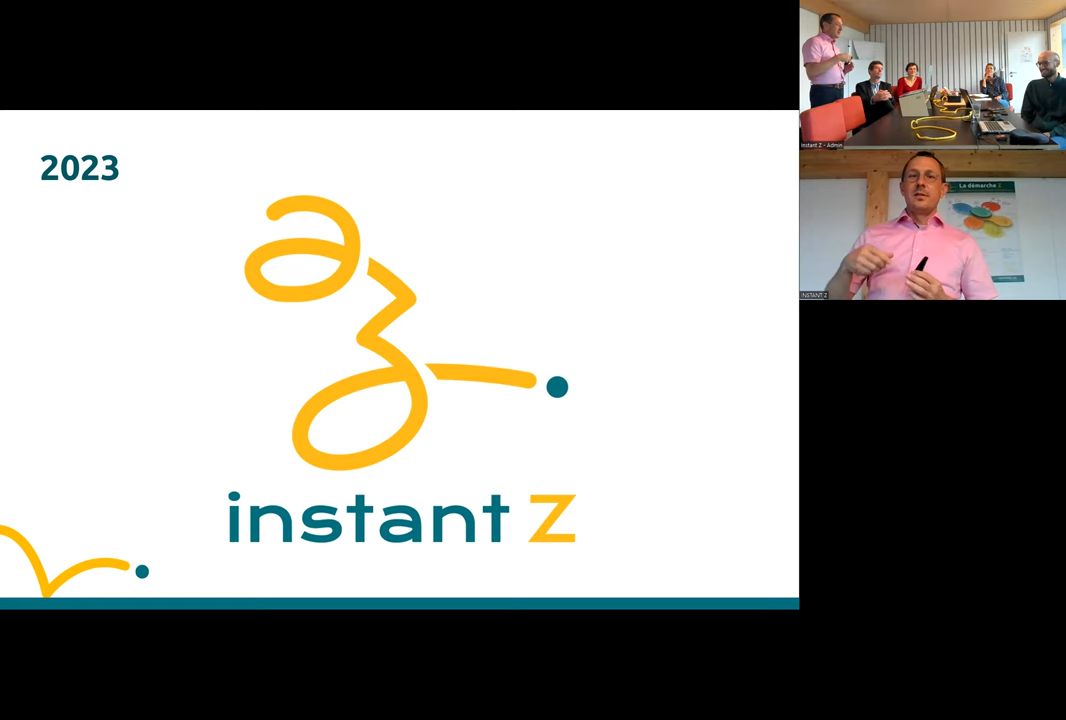 2023
instant Z
Instant Z - Admin
La démarche Z
INSTANT Z